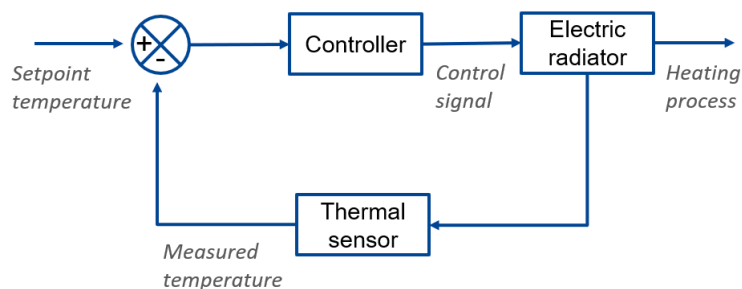 +
-
Setpoint
temperature
Controller
Control
signal
Electric
radiator
Heating
process
Thermal
sensor
Measured
temperature